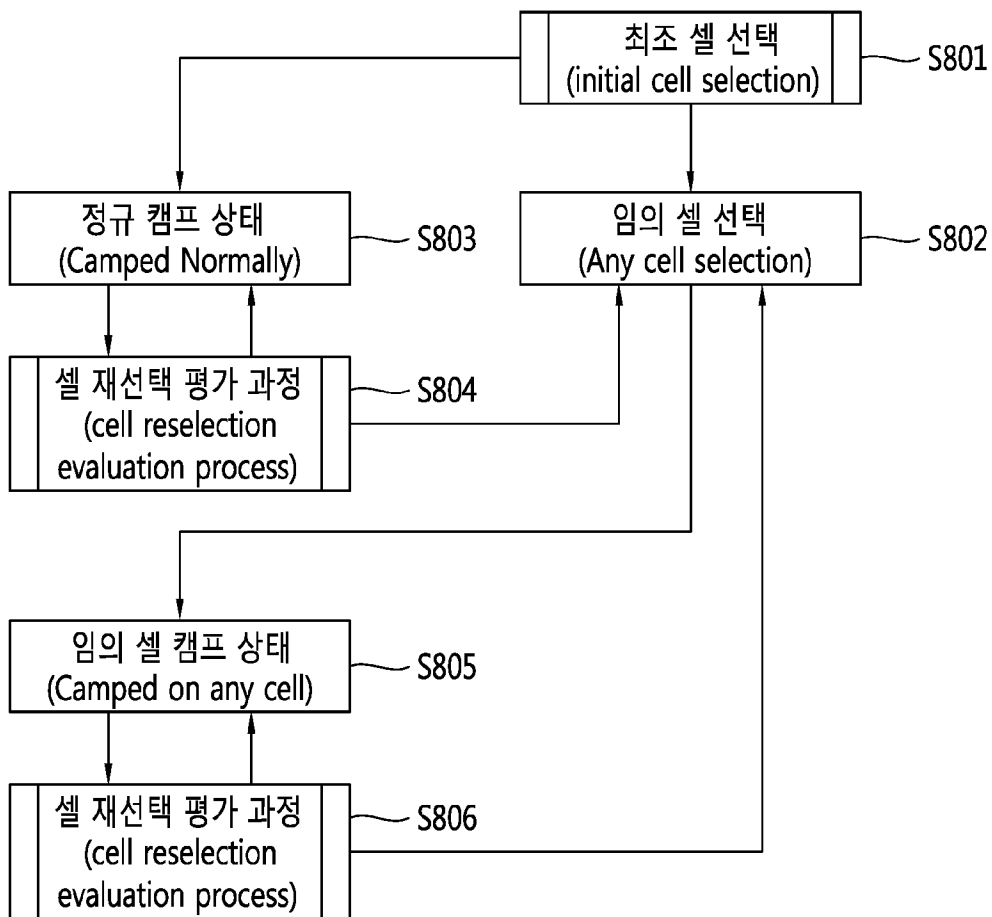 최조 셀 선택
(initial cell selection)
S801
정규 캠프 상태
(Camped Normally)
S803
임의 셀 선택
(Any cell selection)
S802
셀 재선택 평가 과정
(cell reselection
evaluation process)
S804
임의 셀 캠프 상태
(Camped on any cell)
S805
셀 재선택 평가 과정
(cell reselection
evaluation process)
S806